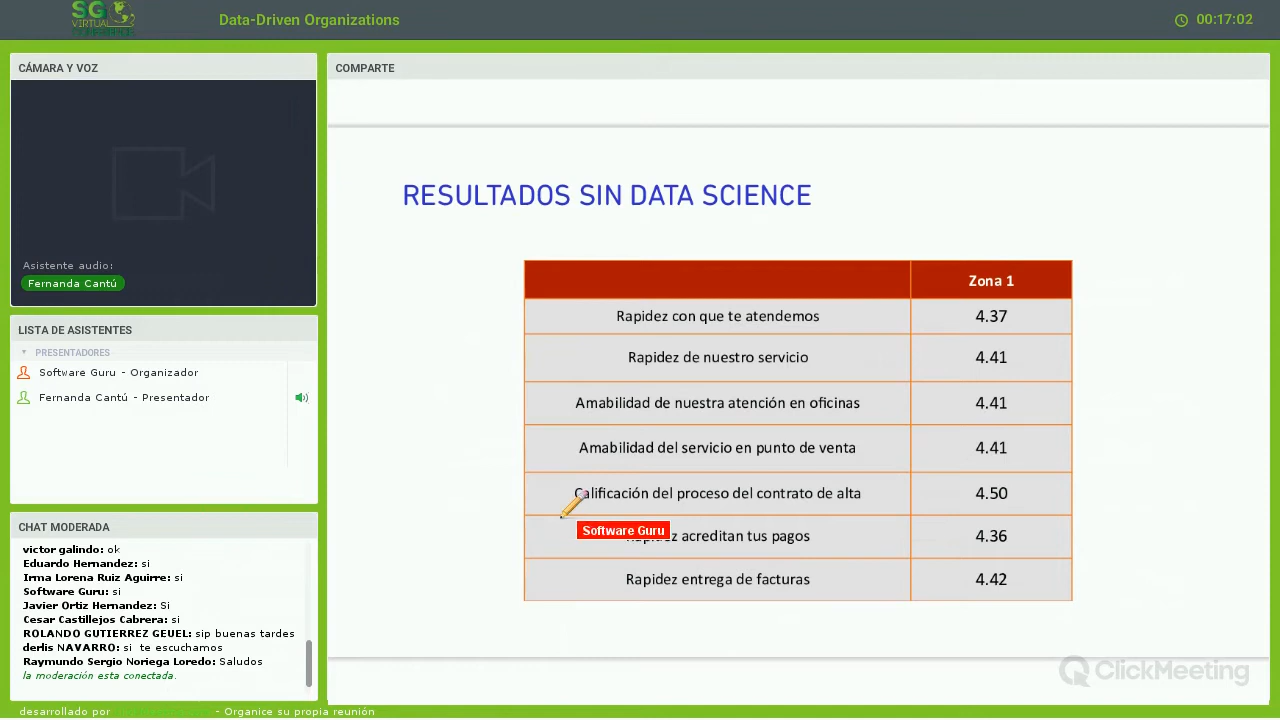 SG
VIRTUAL
CONFERENCE
Data-Driven Organizations
00:17:02
CÁMARA Y VOZ
Asistente audio:
Fernanda Cantú
LISTA DE ASISTENTES
PRESENTADORES
Software Guru - Organizador
Fernanda Cantú - Presentador
CHAT MODERADA
victor galindo: ok
Eduardo Hernandez: si
Irma Lorena Ruiz Aguirre: si
Software Guru: si
Javier Ortiz Hernandez: Si
Cesar Castillejos Cabrera: si
ROLANDO GUTIERREZ GEUEL: sip buenas tardes
derlis NAVARRO: si te escuchamos
Raymundo Sergio Noriega Loredo: Saludos
la moderación esta conectada.
desarrollado por - Organice su propia reunión
COMPARTE
RESULTADOS SIN DATA SCIENCE
Zona 1
Rapidez con que te atendemos 4.37
Rapidez de nuestro servicio 4.41
Amabilidad de nuestra atención en oficinas 4.41
Amabilidad del servicio en punto de venta 4.41
Calificación del proceso del contrato de alta 4.50
Software Guru
acreditan tus pagos 4.36
Rapidez entrega de facturas 4.42
ClickMeeting